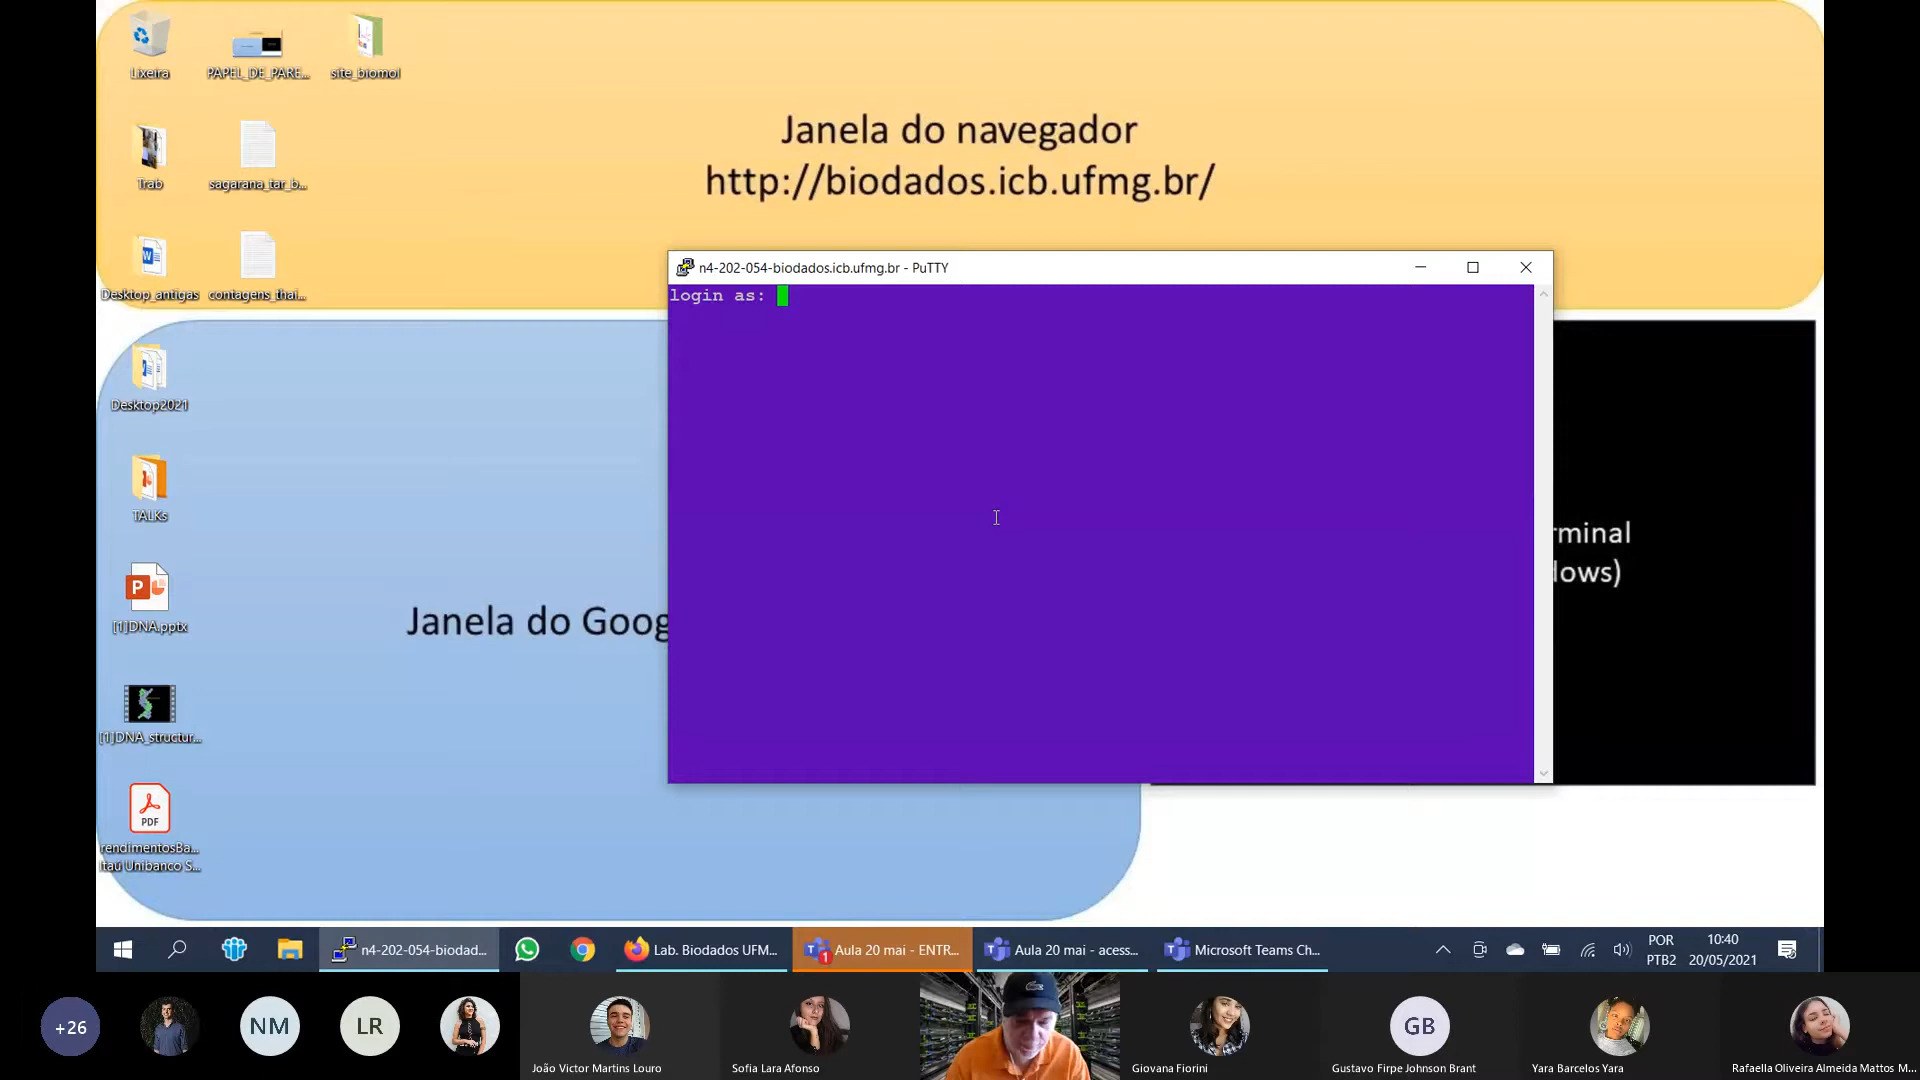 Lixeira
PAPEL_DE_PARE...
site_biomol
Trab
sagarana_tar_b...
Desktop_antigas
contagens_thai...
Desktop2021
TALKs
[1]DNA.pptx
[1]DNA_structur...
PDF
rendimentosBa...
Itaú Unibanco S...
Janela do navegador
http://biodados.icb.ufmg.br/
n4-202-054-biodados.icb.ufmg.br - PuTTY
login as:
Janela do Goog
rminal
dows)
n4-202-054-biodad...
Lab. Biodados UFM...
1
Aula 20 mai - ENTR...
Aula 20 mai - acess...
Microsoft Teams Ch...
POR
PTB2
10:40
20/05/2021
+26
NM
LR
João Victor Martins Louro
Sofia Lara Afonso
Giovana Fiorini
GB
Gustavo Firpe Johnson Brant
Yara Barcelos Yara
Rafaella Oliveira Almeida Mattos M...